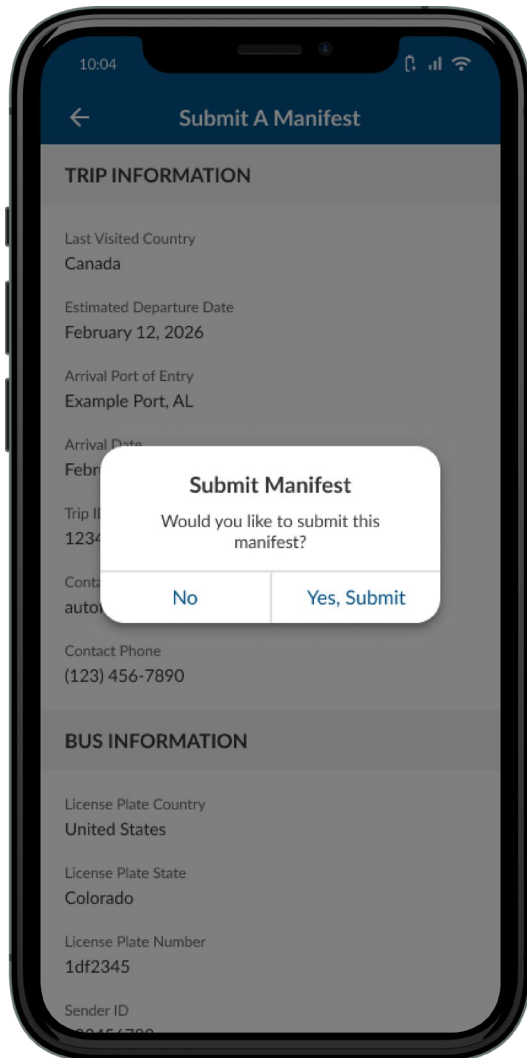 10:04
Submit A Manifest
TRIP INFORMATION
Last Visited Country
Canada
Estimated Departure Date
February 12, 2026
Arrival Port of Entry
Example Port, AL
Arrival Date
Submit Manifest
Would you like to submit this
manifest?
No
Yes, Submit
Contact Phone
(123) 456-7890
BUS INFORMATION
License Plate Country
United States
License Plate State
Colorado
License Plate Number
1df2345
Sender ID